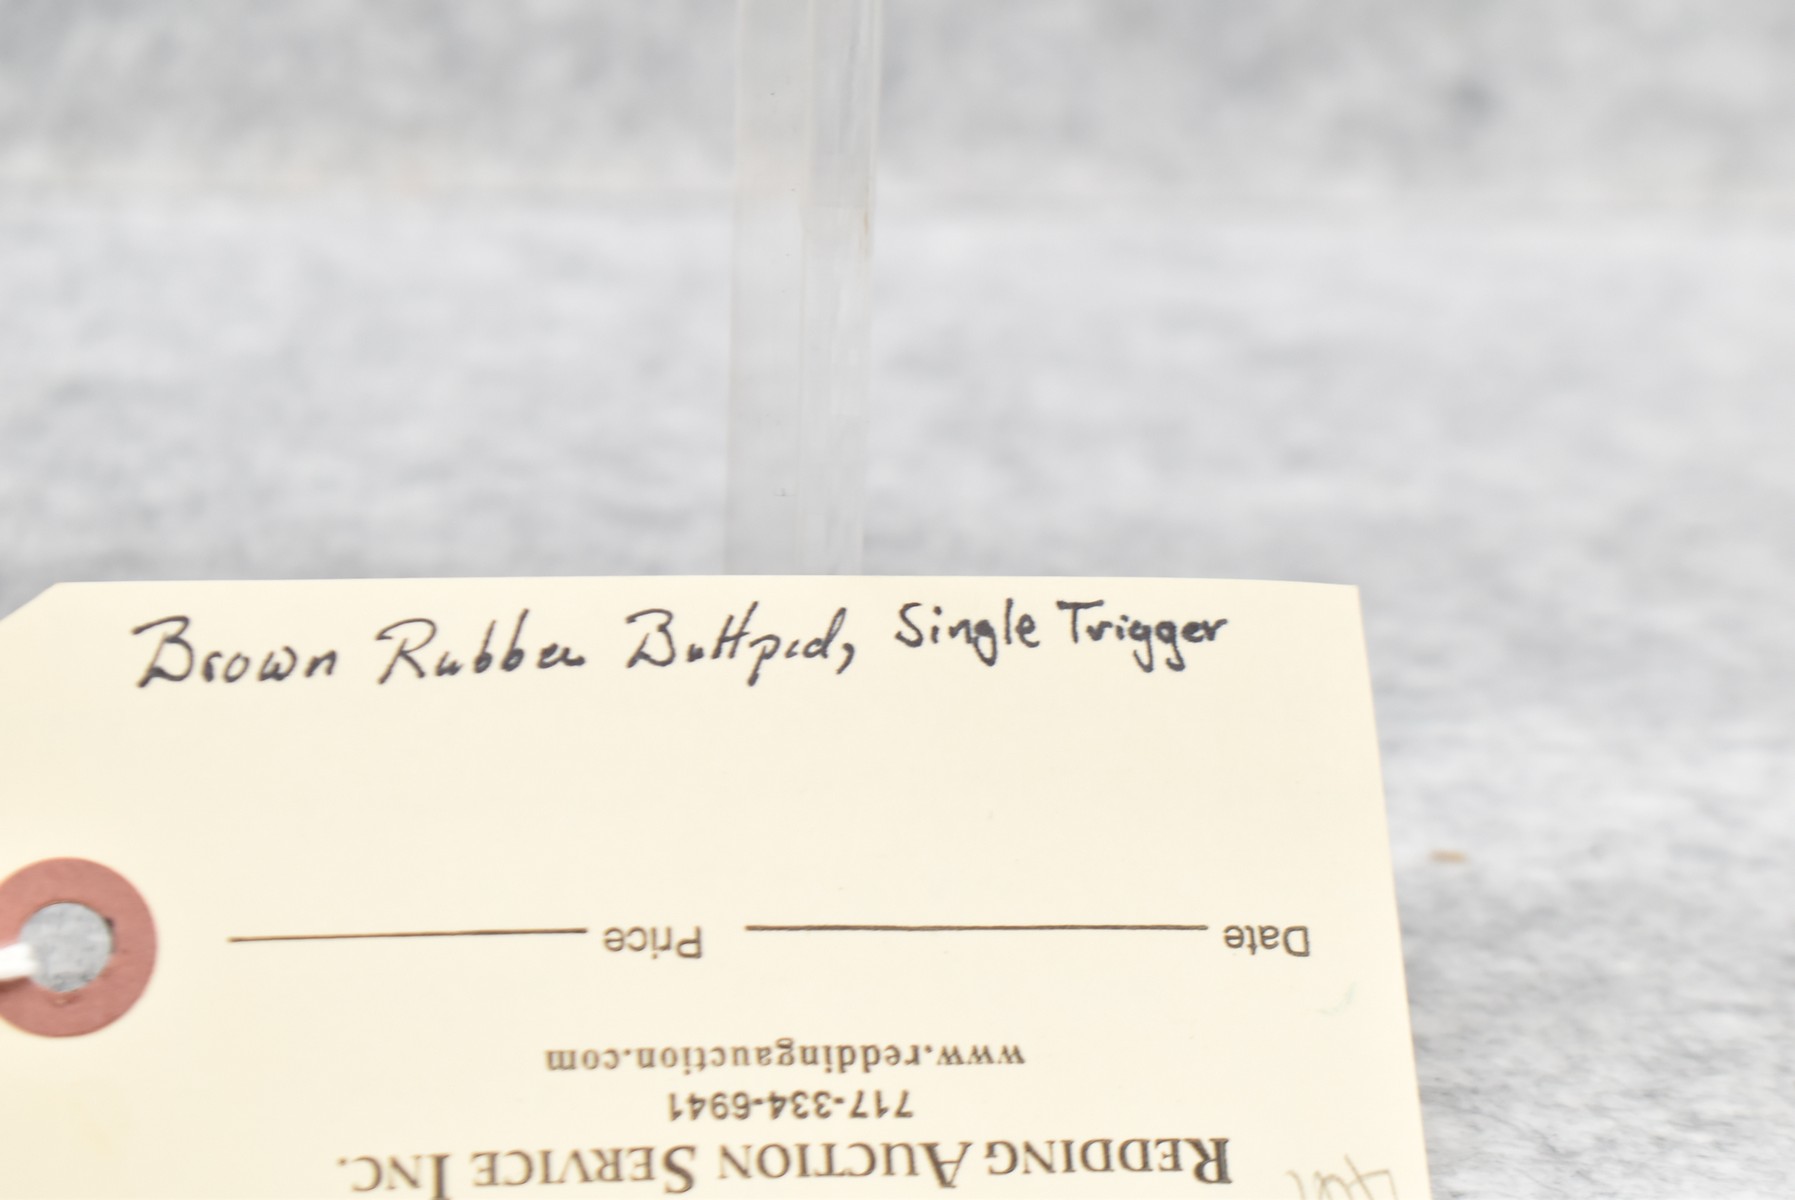 Brown Rubber Buttpad, Single Trigger
REDDING AUCTION SERVICE INC.
717-334-6941
www.reddingauction.com
Date Price